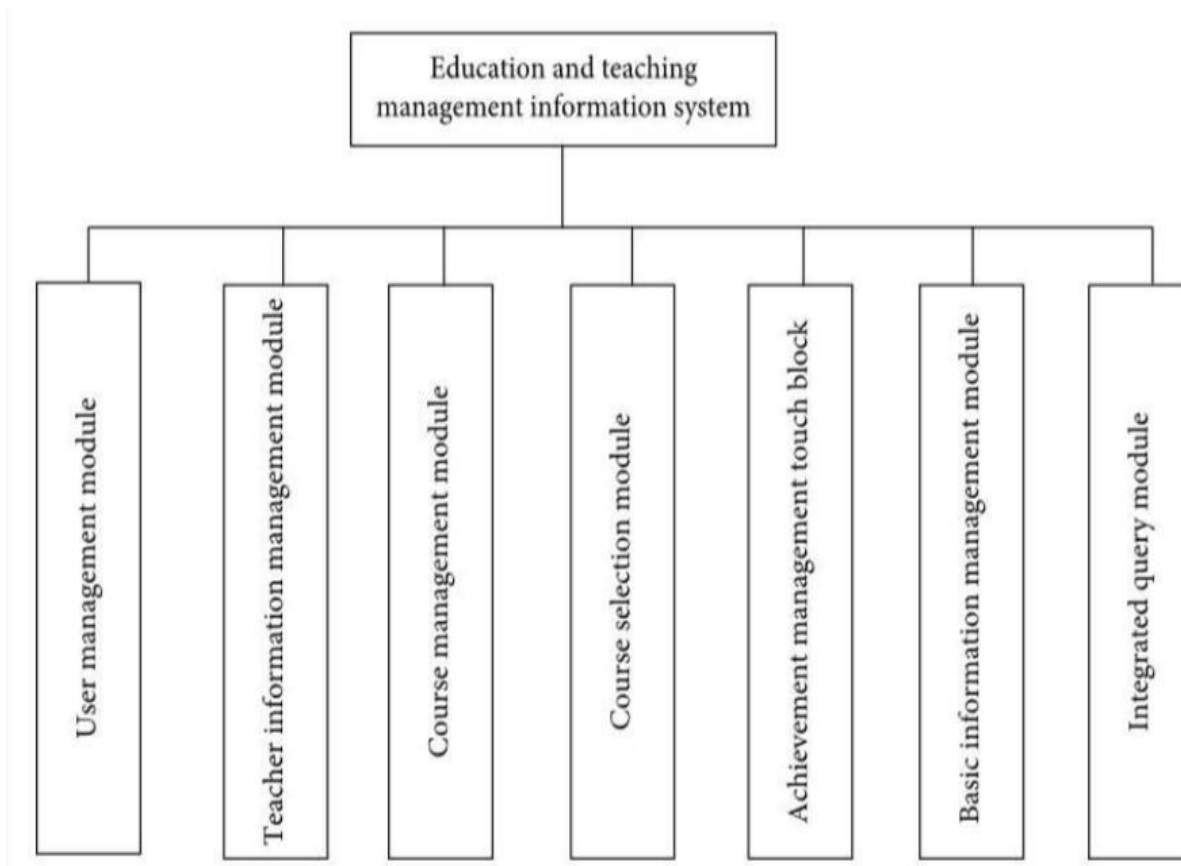 Education and teaching
management information system
User management module
Teacher information management module
Course management module
Course selection module
Achievement management touch block
Basic information management module
Integrated query module